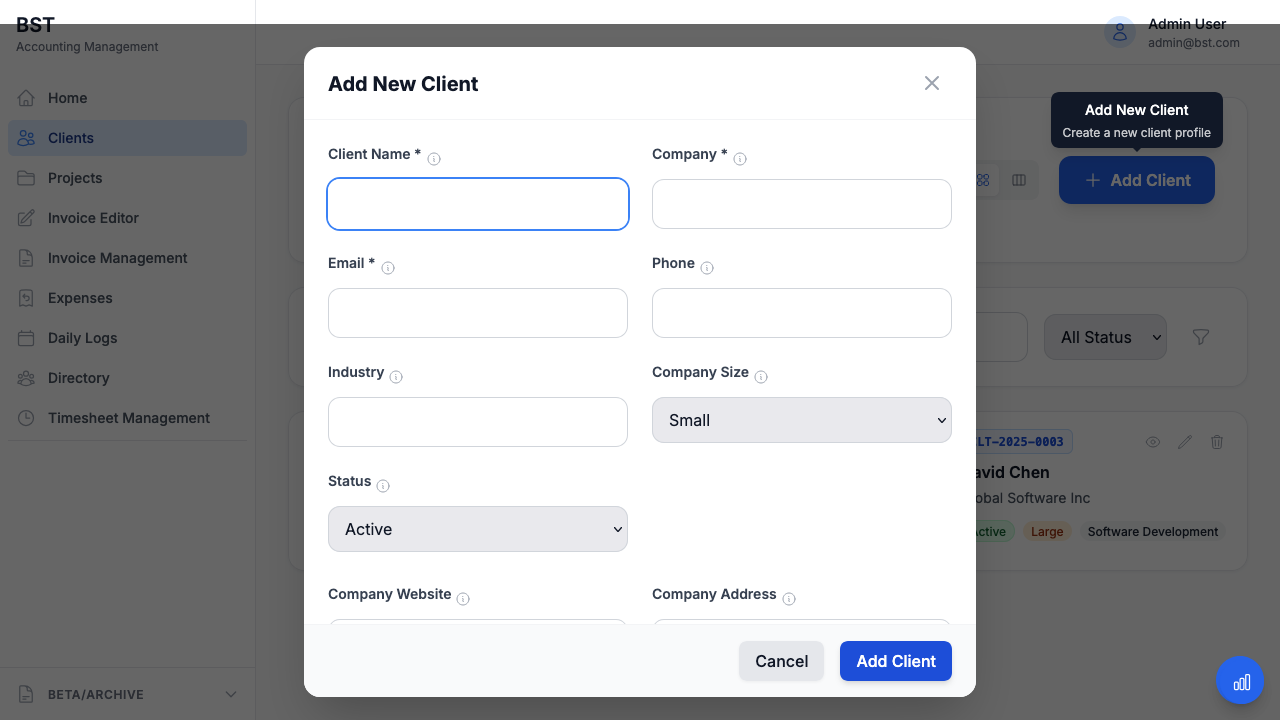 BST
Accounting Management
Admin User
admin@bst.com
Home
Clients
Projects
Invoice Editor
Invoice Management
Expenses
Daily Logs
Directory
Timesheet Management
BETA/ARCHIVE
Add New Client
Create a new client profile
Add Client
All Status
LT-2025-0003
avid Chen
obal Software Inc
ctive
Large
Software Development
Add New Client
Client Name *
Company *
Email *
Phone
Industry
Company Size
Small
Status
Active
Company Website
Company Address
Cancel
Add Client